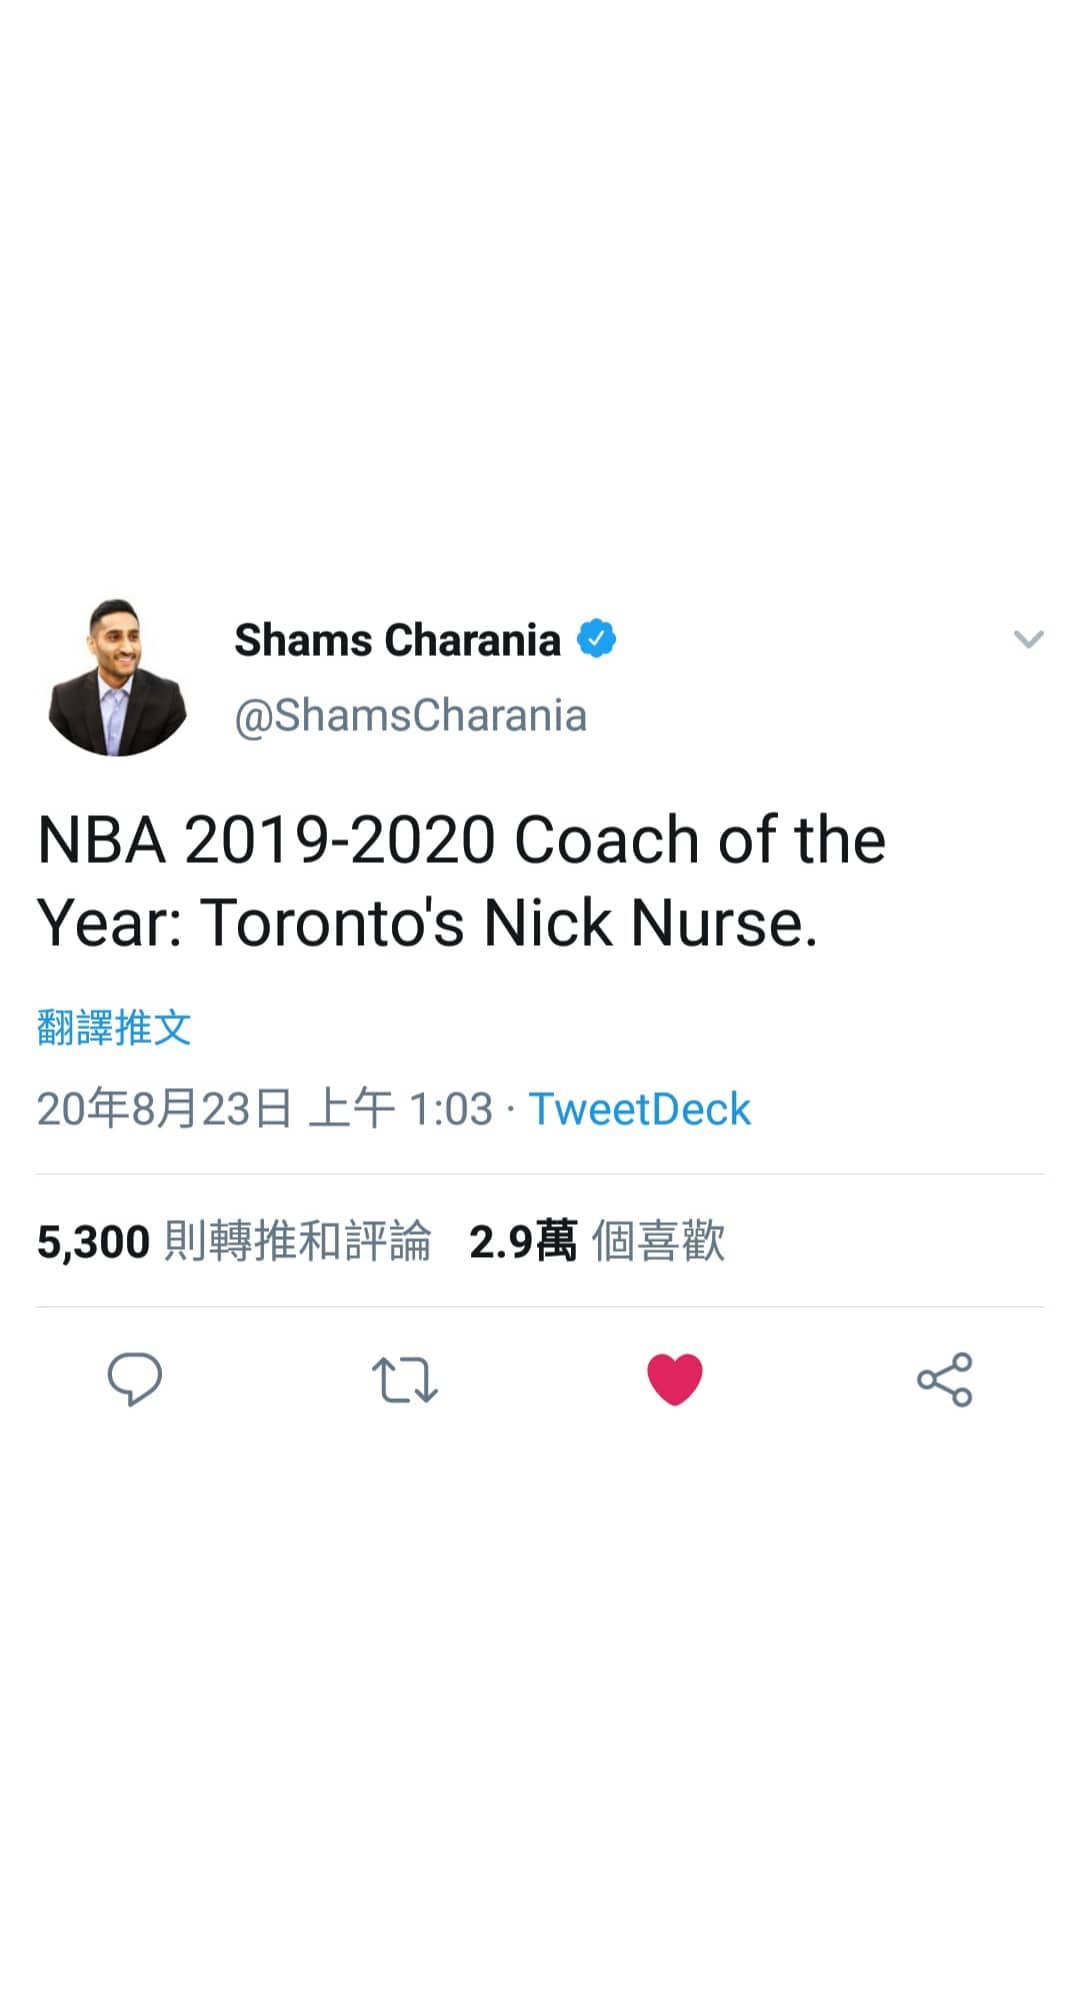 Shams Charania
@ShamsCharania
NBA 2019-2020 Coach of the
Year: Toronto's Nick Nurse.
翻譯推文
20年8月23日 上午 1:03 · TweetDeck
5,300 則轉推和評論 2.9萬 個喜歡